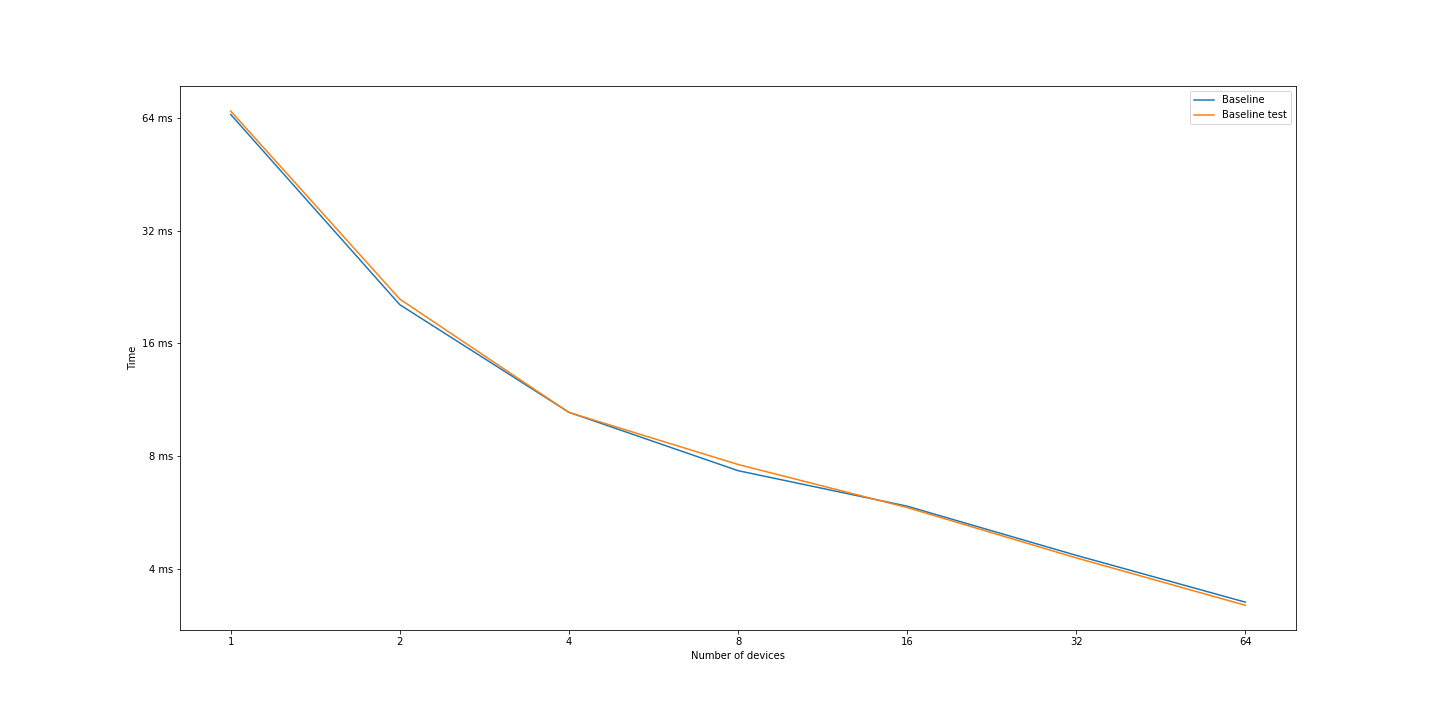 Baseline
Baseline test
64 ms
32 ms
16 ms
8 ms
4 ms
Time
1 2 4 8 16 32 64
Number of devices